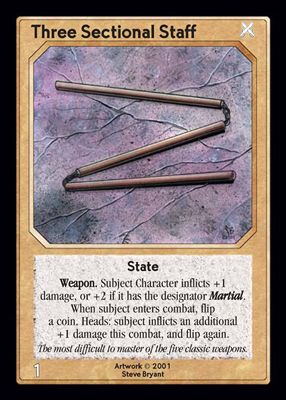 Three Sectional Staff
State
Weapon. Subject Character inflicts +1
damage, or +2 if it has the designator Martial.
When subject enters combat, flip
a coin. Heads: subject inflicts an additional
+1 damage this combat, and flip again.
The most difficult to master of the five classic weapons.
1
Artwork © 2001
Steve Bryant